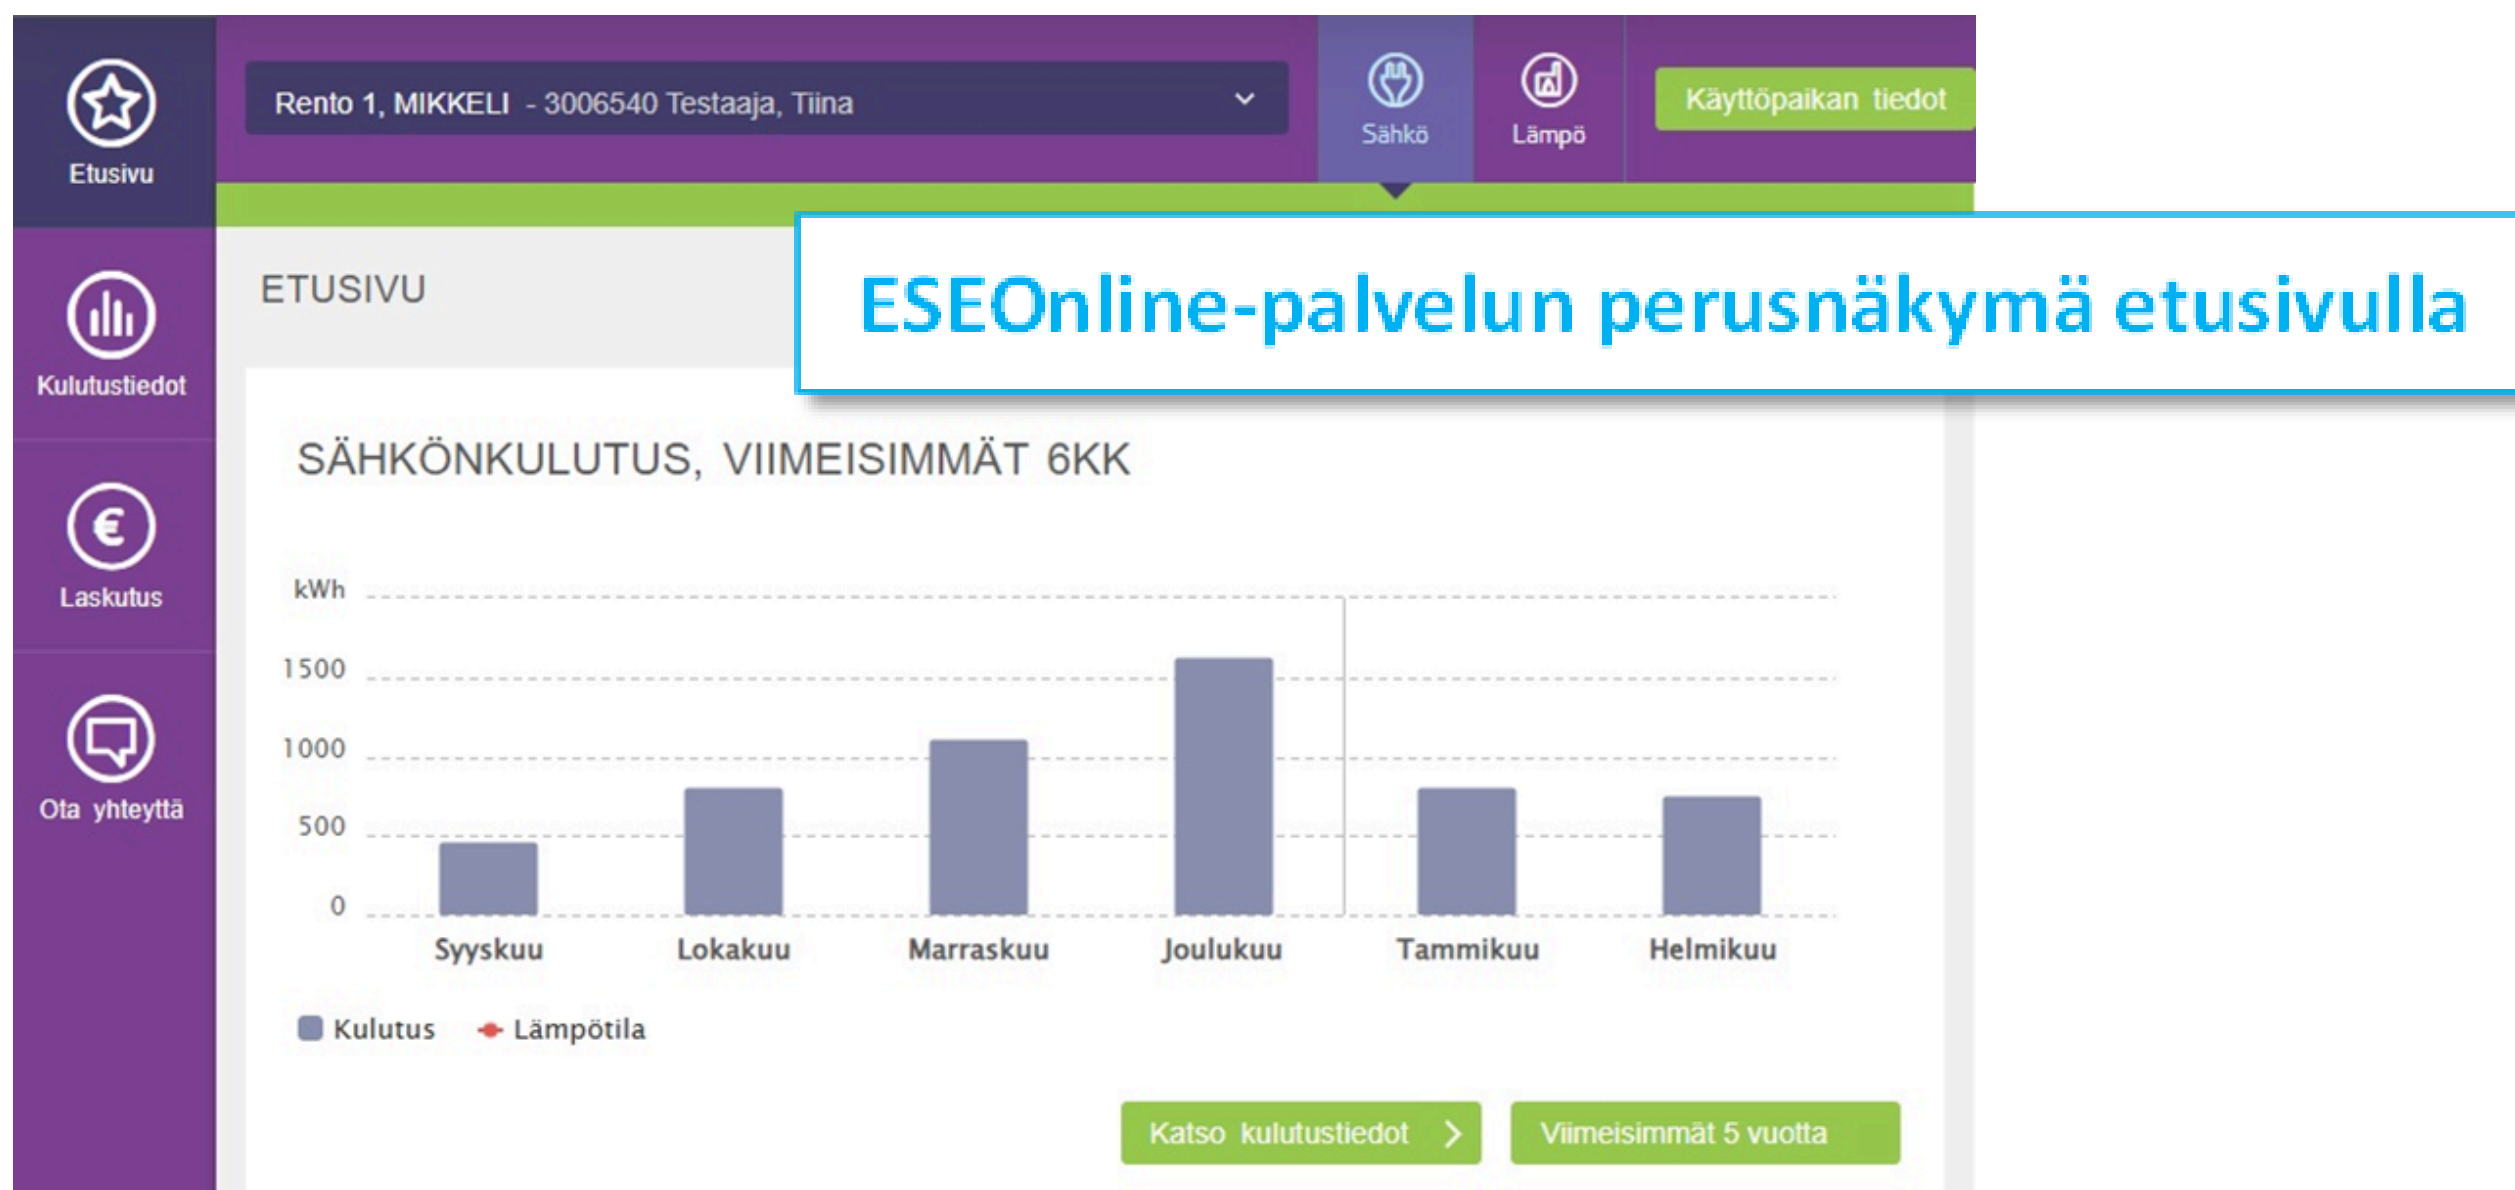 Etusivu
Rento 1, MIKKELI - 3006540 Testaaja, Tiina
Sähkö
Lämpö
Käyttöpaikan tiedot
ESEOnline-palvelun perusnäkymä etusivulla
ETUSIVU
Kulutustiedot
Laskutus
Ota yhteyttä
SÄHKÖNKULUTUS, VIIMEISIMMÄT 6KK
kWh
1500
1000
500
0
Syyskuu Lokakuu Marraskuu Joulukuu Tammikuu Helmikuu
Kulutus Lämpötila
Katso kulutustiedot
Viimeisimmät 5 vuotta